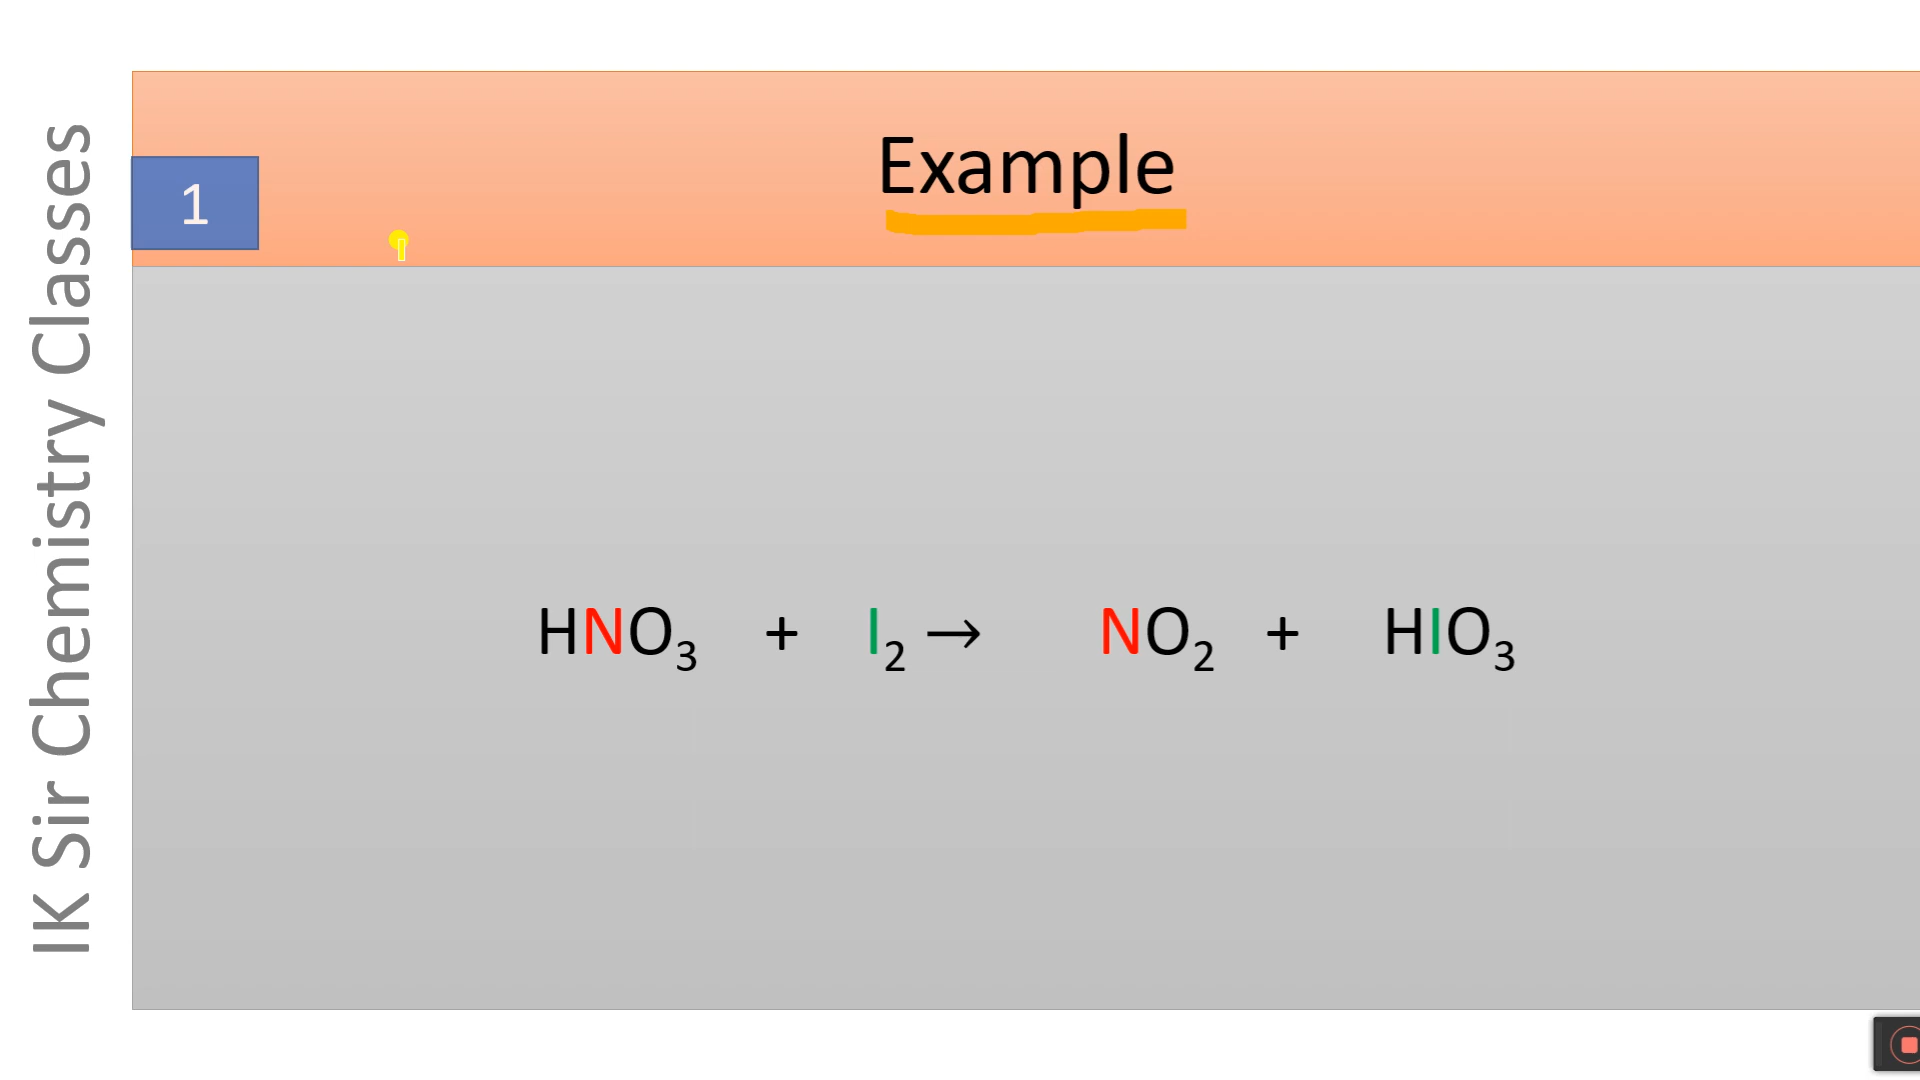 IK Sir Chemistry Classes
Example
1
HNO₃ + I₂ → NO₂ + HIO₃